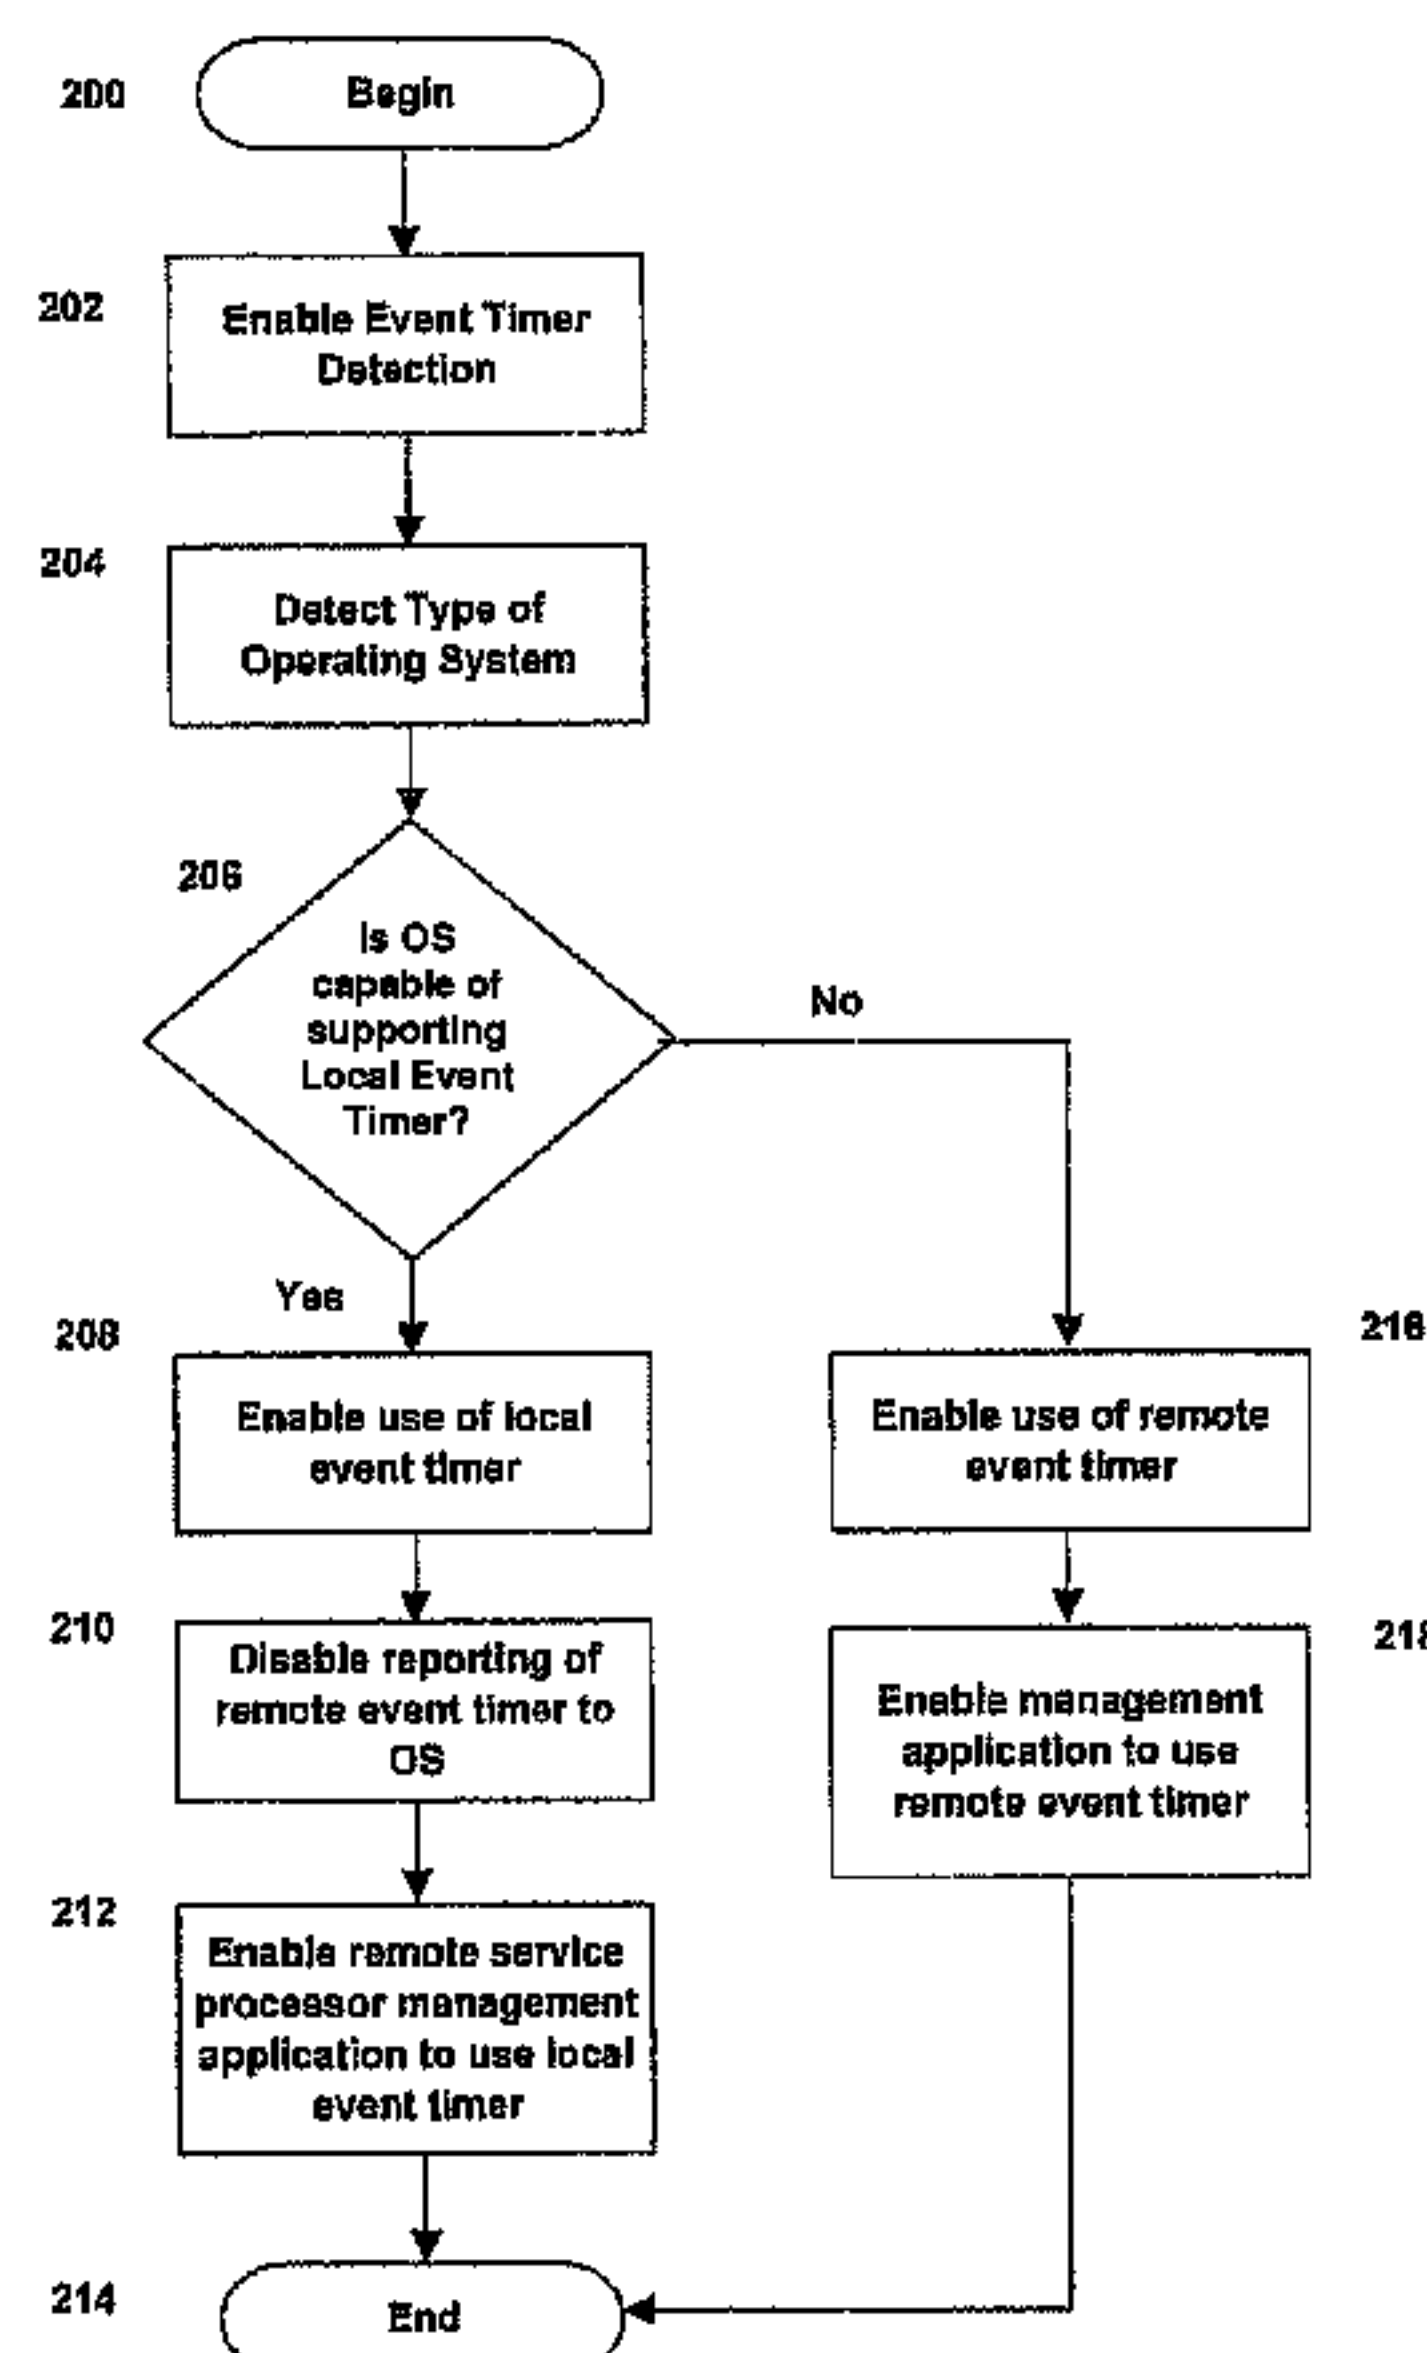 200
Begin
202
Enable Event Timer
Detection
204
Detect Type of
Operating System
206
Is OS
capable of
supporting
Local Event
Timer?
No
Yes
208
Enable use of local
event timer
216
Enable use of remote
event timer
210
Disable reporting of
remote event timer to
OS
218
Enable management
application to use
remote event timer
212
Enable remote service
processor management
application to use local
event timer
214
End